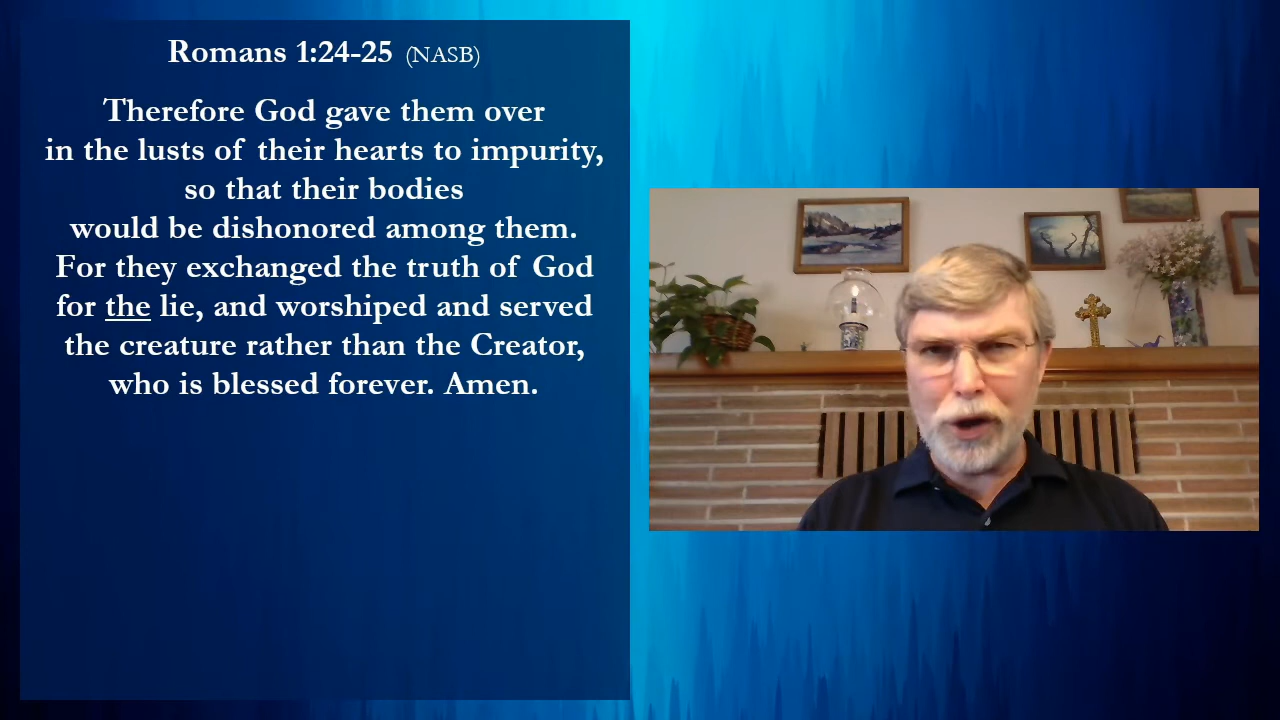 Romans 1:24-25 (NASB)
Therefore God gave them over
in the lusts of their hearts to impurity,
so that their bodies
would be dishonored among them.
For they exchanged the truth of God
for the lie, and worshiped and served
the creature rather than the Creator,
who is blessed forever. Amen.